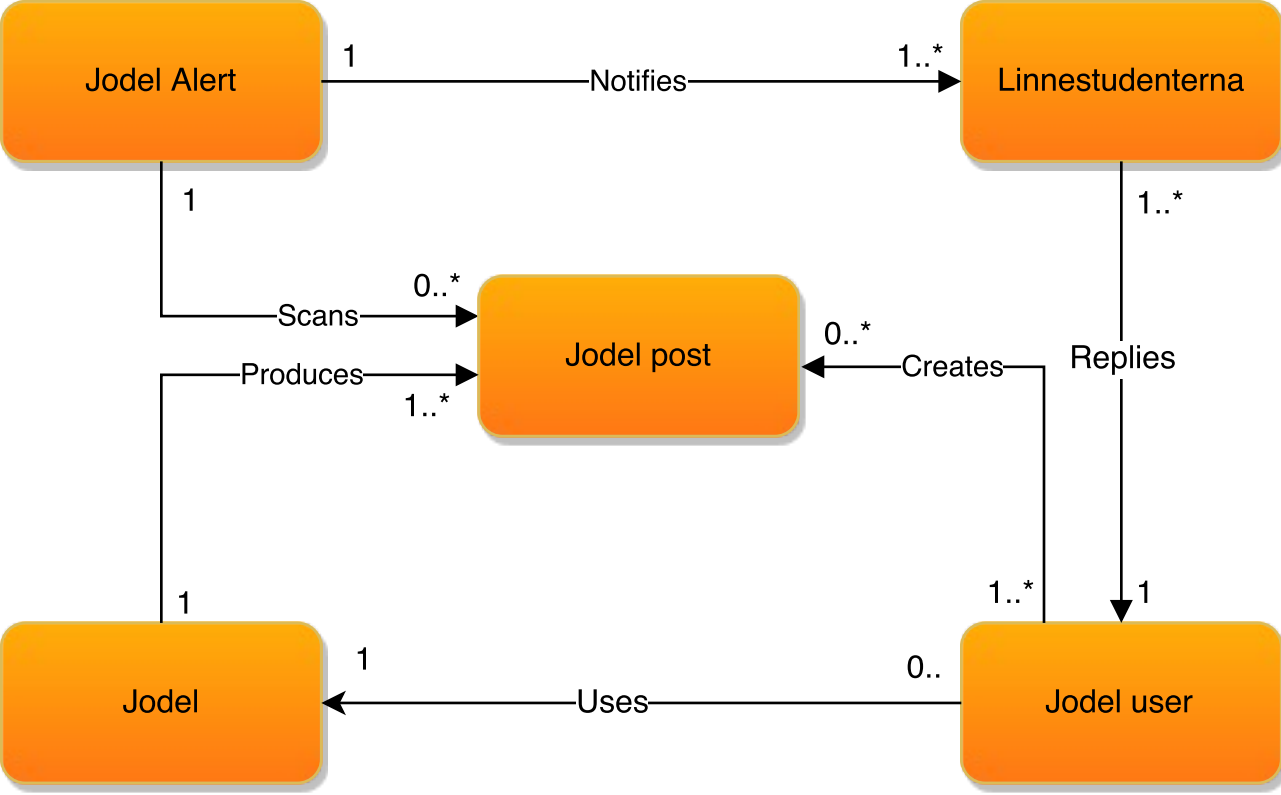 Jodel Alert
1
Notifies
1..*
Linnestudenterna
1
1..*
0..*
Scans
Jodel post
0..*
Creates
Replies
Produces
1..*
1
1..*
1
Jodel
1
Uses
0..
Jodel user